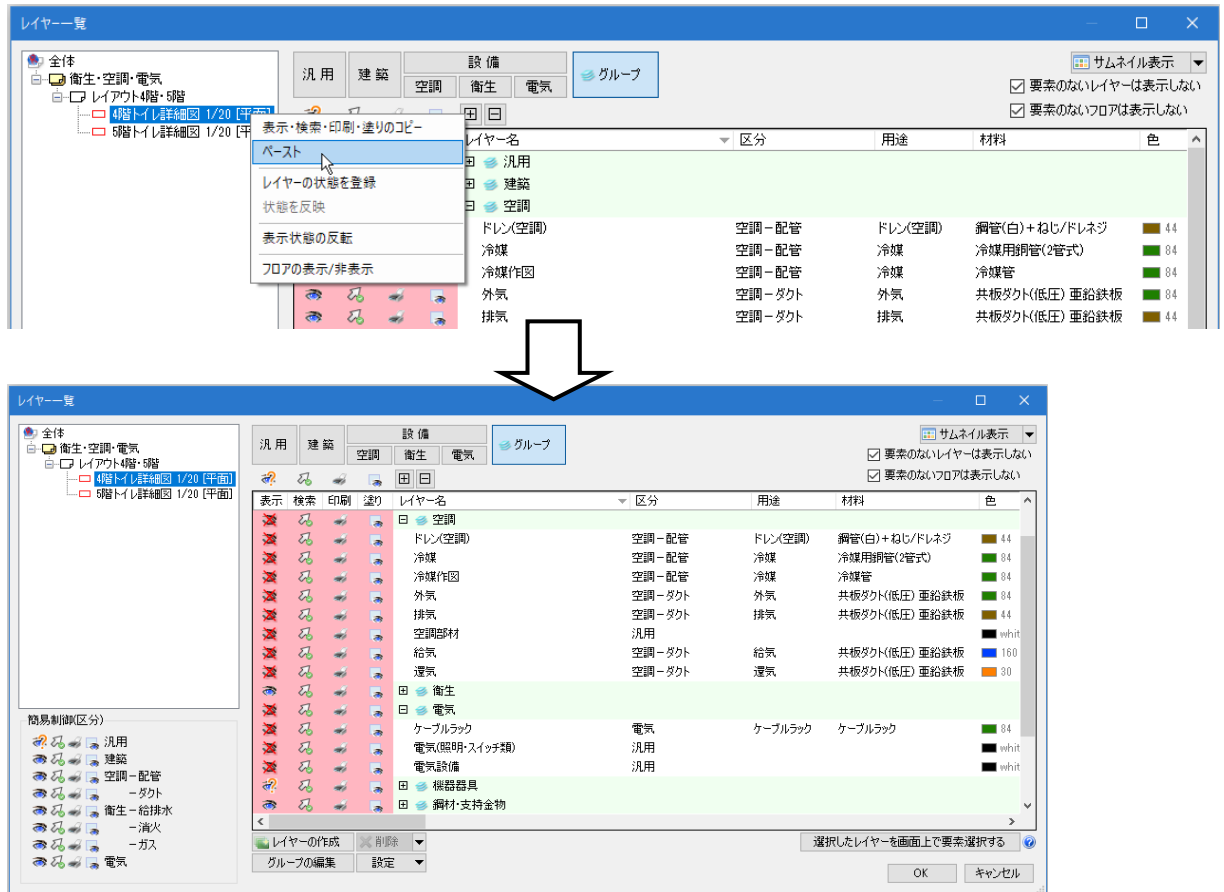 レイヤー一覧
全体
衛生・空調・電気
レイアウト4階・5階
4階トイレ詳細図 1/20 [平面]
5階トイレ詳細図 1/20 [平
表示・検索・印刷・塗りのコピー
ペースト
レイヤーの状態を登録
状態を反映
表示状態の反転
フロアの表示/非表示
汎用 建築 設備 グループ
空調 衛生 電気
サムネイル表示
要素のないレイヤーは表示しない
要素のないフロアは表示しない
レイヤー名 区分 用途 材料 色
汎用
建築
空調
ドレン(空調) 空調-配管 ドレン(空調) 鋼管(白)+ねじ/ドレネジ 44
冷媒 空調-配管 冷媒 冷媒用銅管(2管式) 84
冷媒作図 空調-配管 冷媒 冷媒管 84
外気 空調-ダクト 外気 共板ダクト(低圧) 亜鉛鉄板 84
排気 空調-ダクト 排気 共板ダクト(低圧) 亜鉛鉄板 44
レイヤー一覧
全体
衛生・空調・電気
レイアウト4階・5階
4階トイレ詳細図 1/20 [平面]
5階トイレ詳細図 1/20 [平面]
汎用 建築 設備 グループ
空調 衛生 電気
サムネイル表示
要素のないレイヤーは表示しない
要素のないフロアは表示しない
表示 検索 印刷 塗り レイヤー名 区分 用途 材料 色
空調
ドレン(空調) 空調-配管 ドレン(空調) 鋼管(白)+ねじ/ドレネジ 44
冷媒 空調-配管 冷媒 冷媒用銅管(2管式) 84
冷媒作図 空調-配管 冷媒 冷媒管 84
外気 空調-ダクト 外気 共板ダクト(低圧) 亜鉛鉄板 84
排気 空調-ダクト 排気 共板ダクト(低圧) 亜鉛鉄板 44
空調部材 汎用 whit
給気 空調-ダクト 給気 共板ダクト(低圧) 亜鉛鉄板 160
還気 空調-ダクト 還気 共板ダクト(低圧) 亜鉛鉄板 30
衛生
電気
ケーブルラック 電気 ケーブルラック ケーブルラック 84
電気(照明・スイッチ類) 汎用 whit
電気設備 汎用 whit
機器器具
鋼材・支持金物
簡易制御(区分)
汎用
建築
空調-配管
-ダクト
衛生-給排水
-消火
-ガス
電気
レイヤーの作成 削除 選択したレイヤーを画面上で要素選択する
グループの編集 設定
OK キャンセル